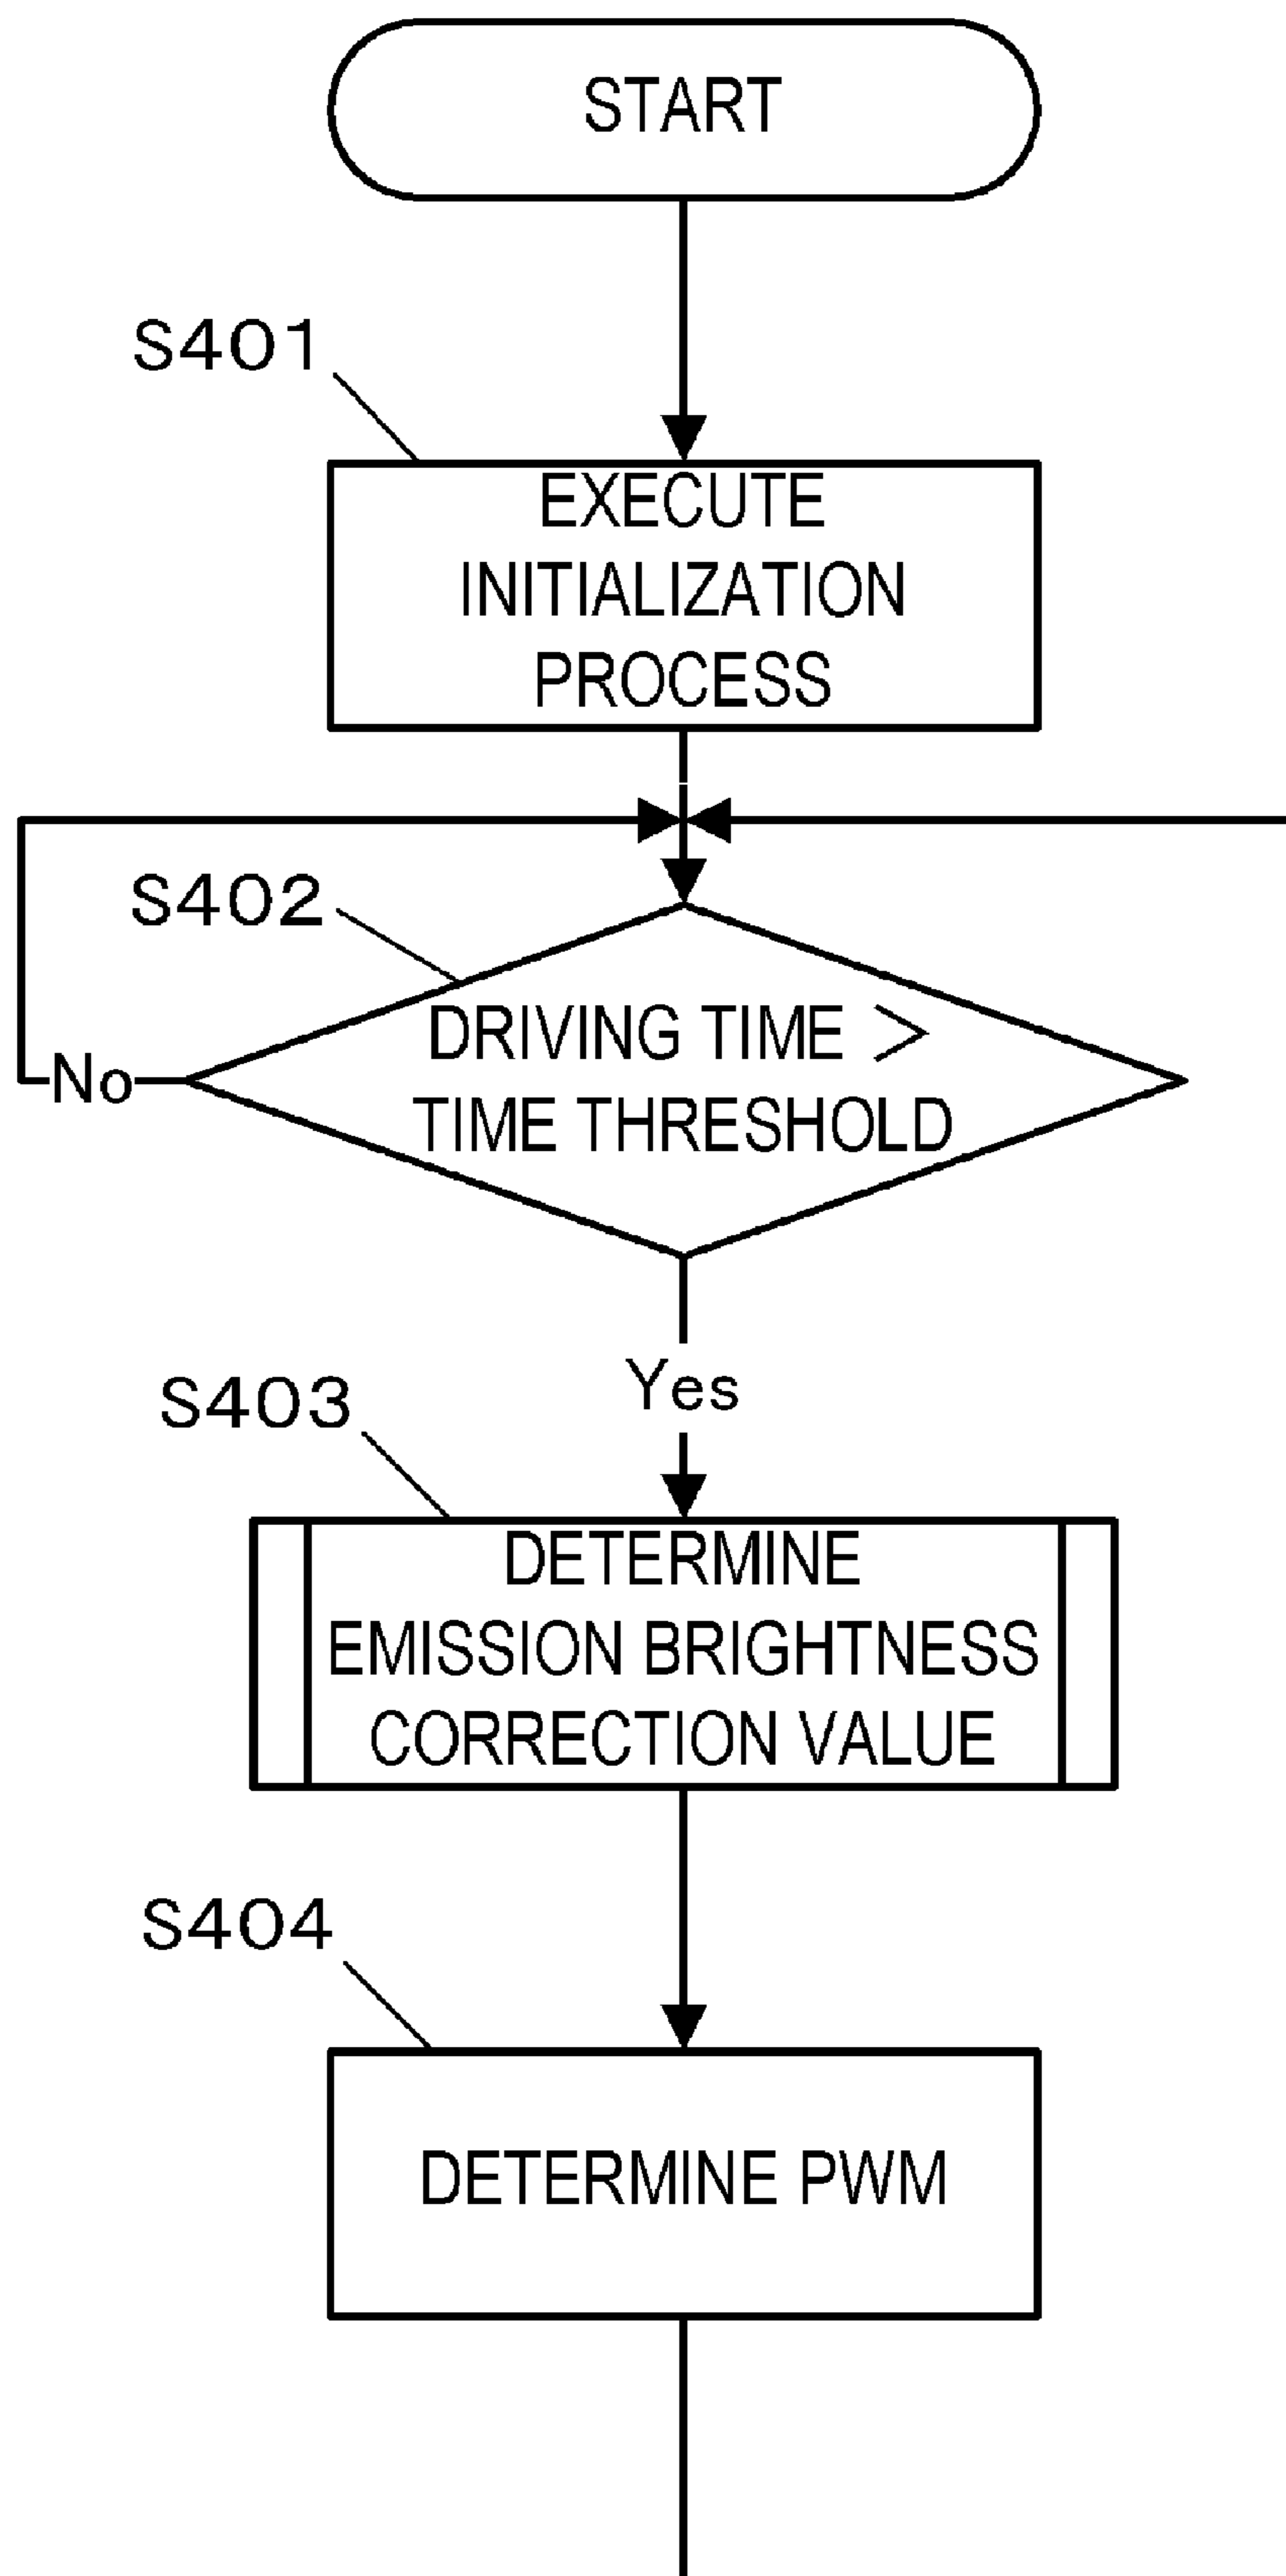 START
S401
EXECUTE
INITIALIZATION
PROCESS
S402
DRIVING TIME >
TIME THRESHOLD
No
Yes
S403
DETERMINE
EMISSION BRIGHTNESS
CORRECTION VALUE
S404
DETERMINE PWM